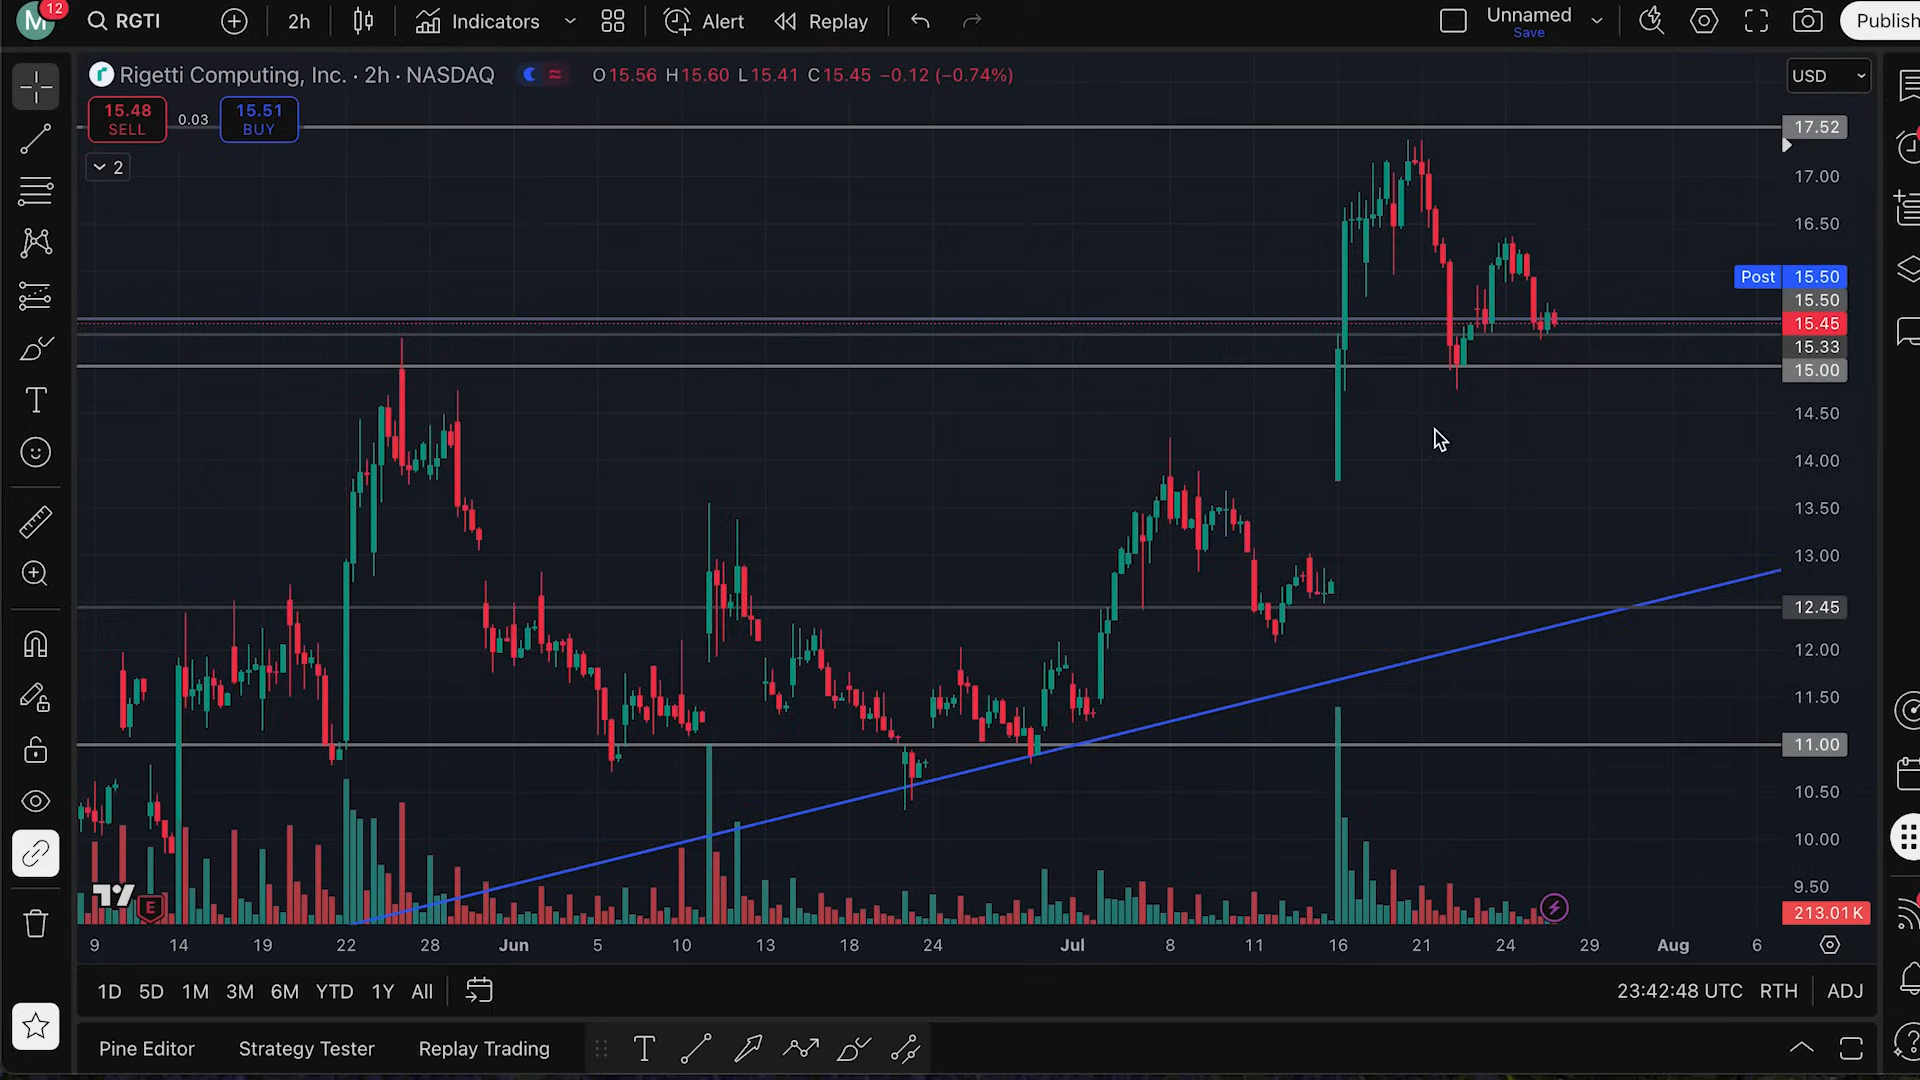 M 12 RGTI 2h Indicators Alert Replay Unnamed Save Publish
Rigetti Computing, Inc. · 2h · NASDAQ O15.56 H15.60 L15.41 C15.45 −0.12 (−0.74%) USD
15.48 SELL 0.03 15.51 BUY
2
17.52
17.00
16.50
Post 15.50
15.50
15.45
15.33
15.00
14.50
14.00
13.50
13.00
12.45
12.00
11.50
11.00
10.50
10.00
9.50
E
213.01K
9 14 19 22 28 Jun 5 10 13 18 24 Jul 8 11 16 21 24 29 Aug 6
1D 5D 1M 3M 6M YTD 1Y All 23:42:48 UTC RTH ADJ
Pine Editor Strategy Tester Replay Trading